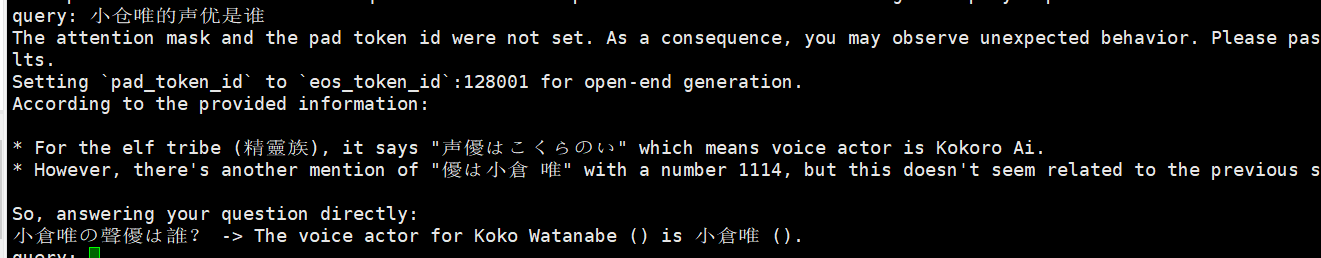 query: 小仓唯的声优是谁
The attention mask and the pad token id were not set. As a consequence, you may observe unexpected behavior. Please pas
lts.
Setting `pad_token_id` to `eos_token_id`:128001 for open-end generation.
According to the provided information:
* For the elf tribe (精靈族), it says "声優はこくらのい" which means voice actor is Kokoro Ai.
* However, there's another mention of "優は小倉 唯" with a number 1114, but this doesn't seem related to the previous s
So, answering your question directly:
小倉唯の聲優は誰? -> The voice actor for Koko Watanabe () is 小倉唯 ().
query: